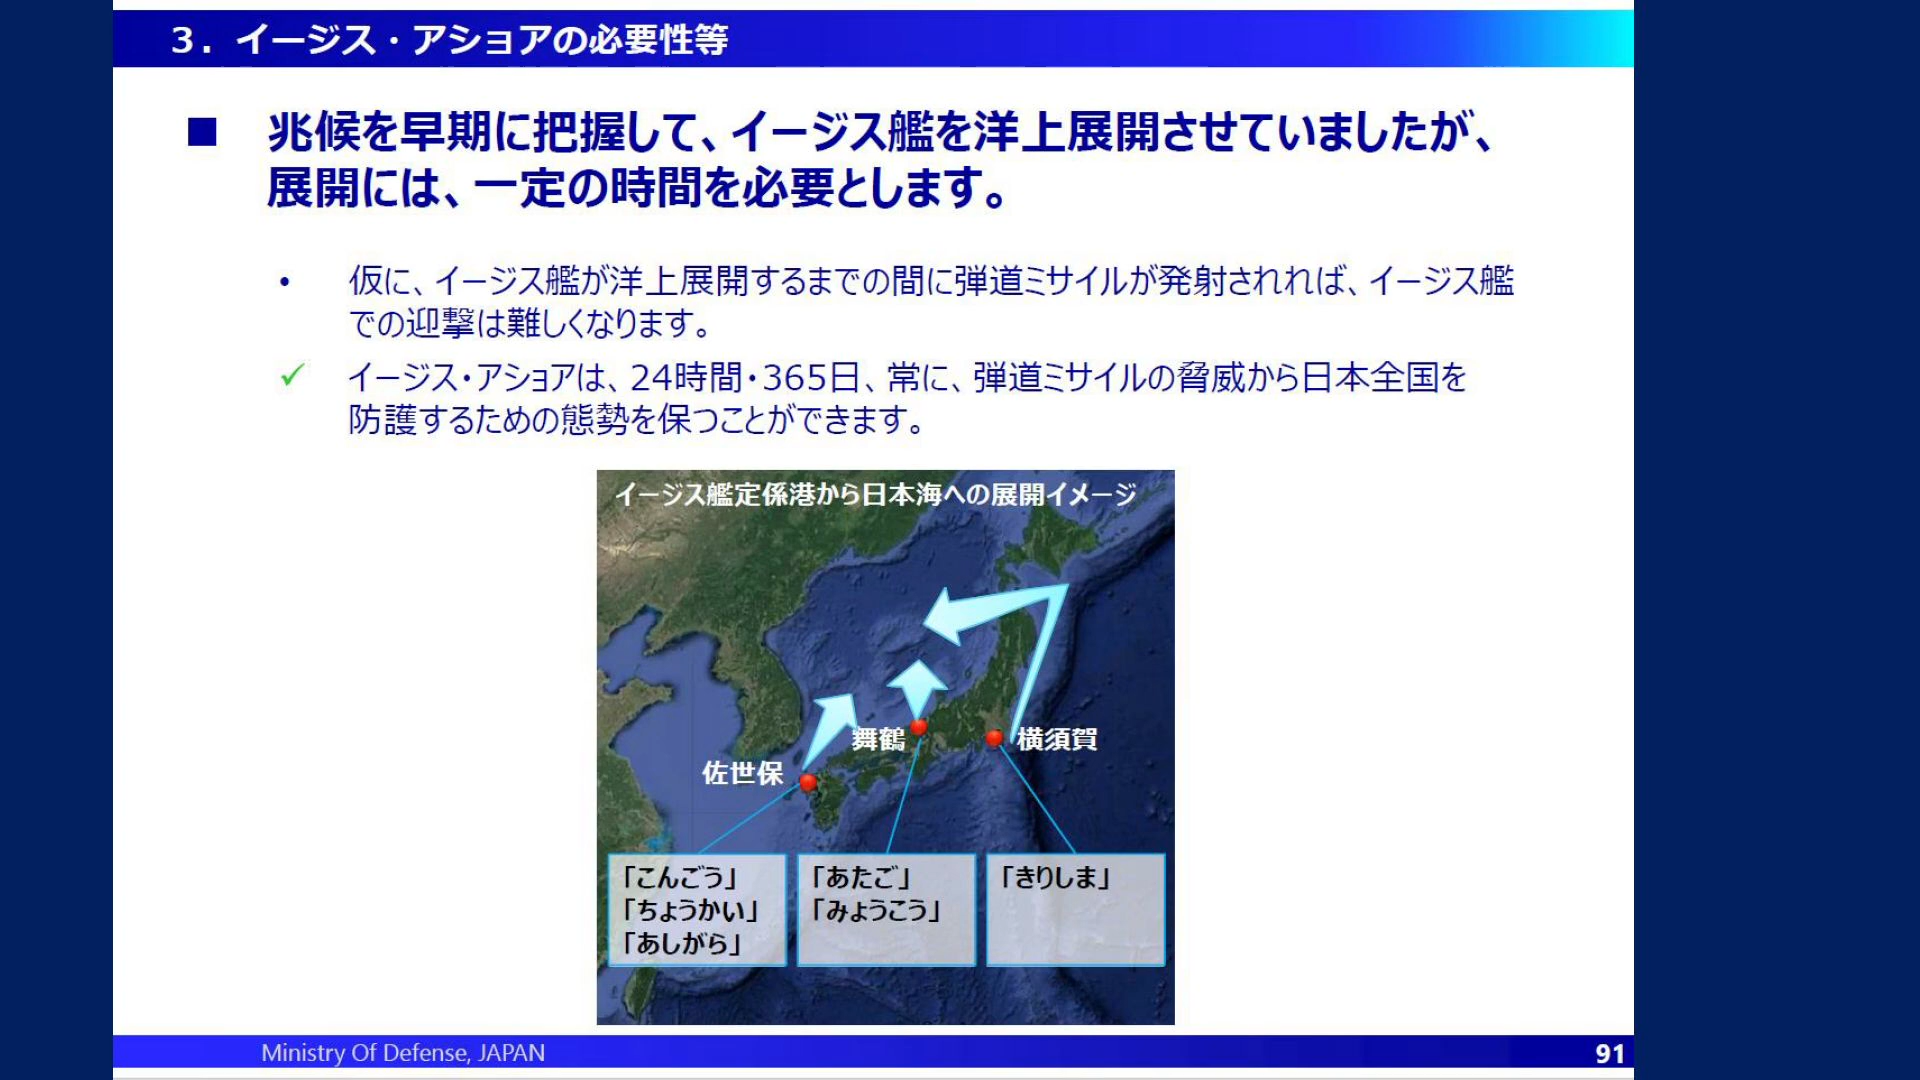 ３．イージス・アショアの必要性等
■ 兆候を早期に把握して、イージス艦を洋上展開させていましたが、
展開には、一定の時間を必要とします。
• 仮に、イージス艦が洋上展開するまでの間に弾道ミサイルが発射されれば、イージス艦
での迎撃は難しくなります。
✓ イージス・アショアは、24時間・365日、常に、弾道ミサイルの脅威から日本全国を
防護するための態勢を保つことができます。
イージス艦定係港から日本海への展開イメージ
舞鶴
横須賀
佐世保
「こんごう」
「ちょうかい」
「あしがら」
「あたご」
「みょうこう」
「きりしま」
Ministry Of Defense, JAPAN
91